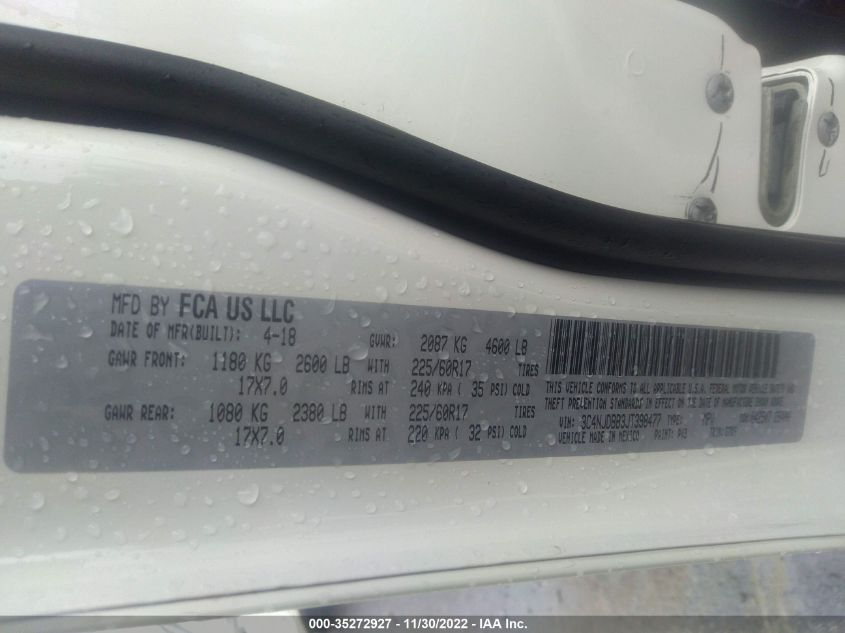 MFD BY FCA US LLC
DATE OF MFR(BUILT): 4-18 GVWR: 2087 KG 4600 LB
GAWR FRONT: 1180 KG 2600 LB WITH 225/60R17 TIRES
17X7.0 RIMS AT 240 KPA ( 35 PSI) COLD
GAWR REAR: 1080 KG 2380 LB WITH 225/60R17 TIRES
17X7.0 RIMS AT 220 KPA ( 32 PSI) COLD
THIS VEHICLE CONFORMS TO ALL APPLICABLE U.S.A. FEDERAL MOTOR VEHICLE SAFETY AND
THEFT PREVENTION STANDARDS IN EFFECT ON THE DATE OF MANUFACTURE SHOWN ABOVE.
VIN: 3C4NJDBB3JT398477 TYPE: MPV
VEHICLE MADE IN MEXICO PAINT: PW3
000-35272927 - 11/30/2022 - IAA Inc.